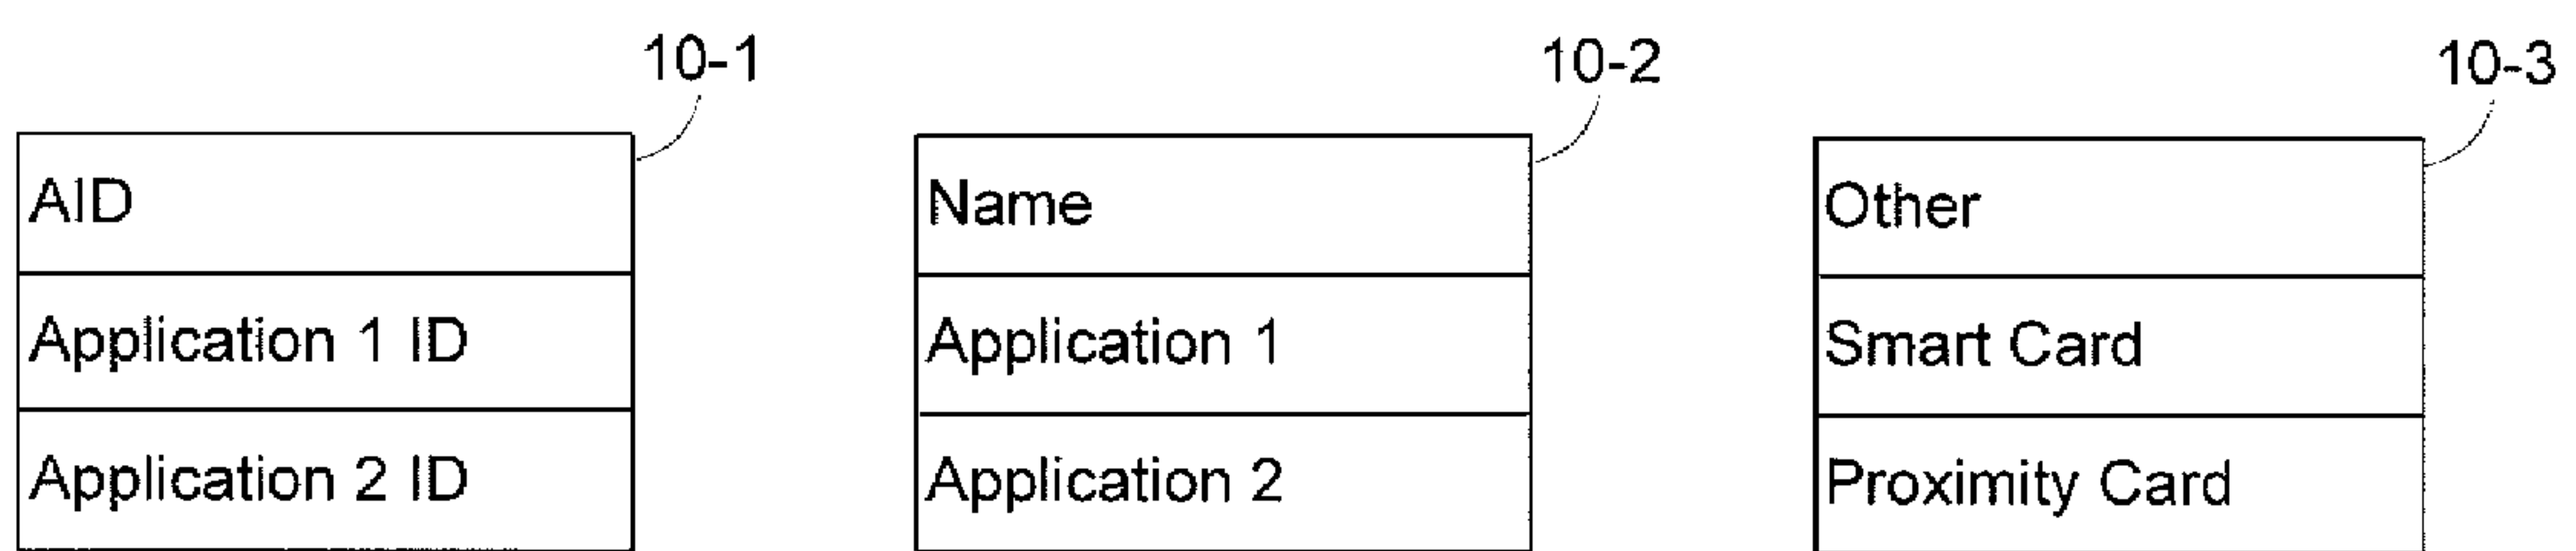 10-1
10-2
10-3
AID
Name
Other
Application 1 ID
Application 1
Smart Card
Application 2 ID
Application 2
Proximity Card